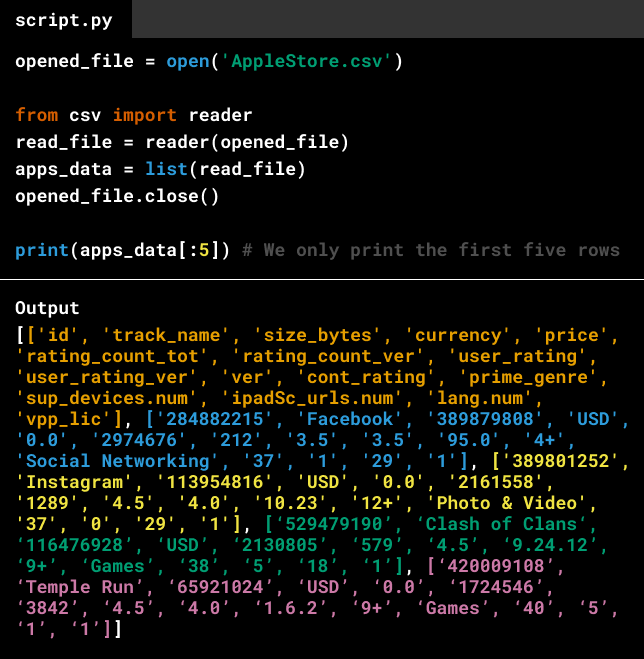 script.py
opened_file = open('AppleStore.csv')
from csv import reader
read_file = reader(opened_file)
apps_data = list(read_file)
opened_file.close()
print(apps_data[:5]) # We only print the first five rows
Output
[['id', 'track_name', 'size_bytes', 'currency', 'price',
'rating_count_tot', 'rating_count_ver', 'user_rating',
'user_rating_ver', 'ver', 'cont_rating', 'prime_genre',
'sup_devices.num', 'ipadSc_urls.num', 'lang.num',
'vpp_lic'], ['284882215', 'Facebook', '389879808', 'USD',
'0.0', '2974676', '212', '3.5', '3.5', '95.0', '4+',
'Social Networking', '37', '1', '29', '1'], ['389801252',
'Instagram', '113954816', 'USD', '0.0', '2161558',
'1289', '4.5', '4.0', '10.23', '12+', 'Photo & Video',
'37', '0', '29', '1'], ['529479190', 'Clash of Clans',
‘116476928’, ‘USD’, ‘2130805’, ‘579’, ‘4.5’, ‘9.24.12’,
‘9+’, ‘Games’, ‘38’, ‘5’, ‘18’, ‘1’], [‘420009108’,
‘Temple Run’, ‘65921024’, ‘USD’, ‘0.0’, ‘1724546’,
‘3842’, ‘4.5’, ‘4.0’, ‘1.6.2’, ‘9+’, ‘Games’, ‘40’, ‘5’,
‘1’, ‘1’]]